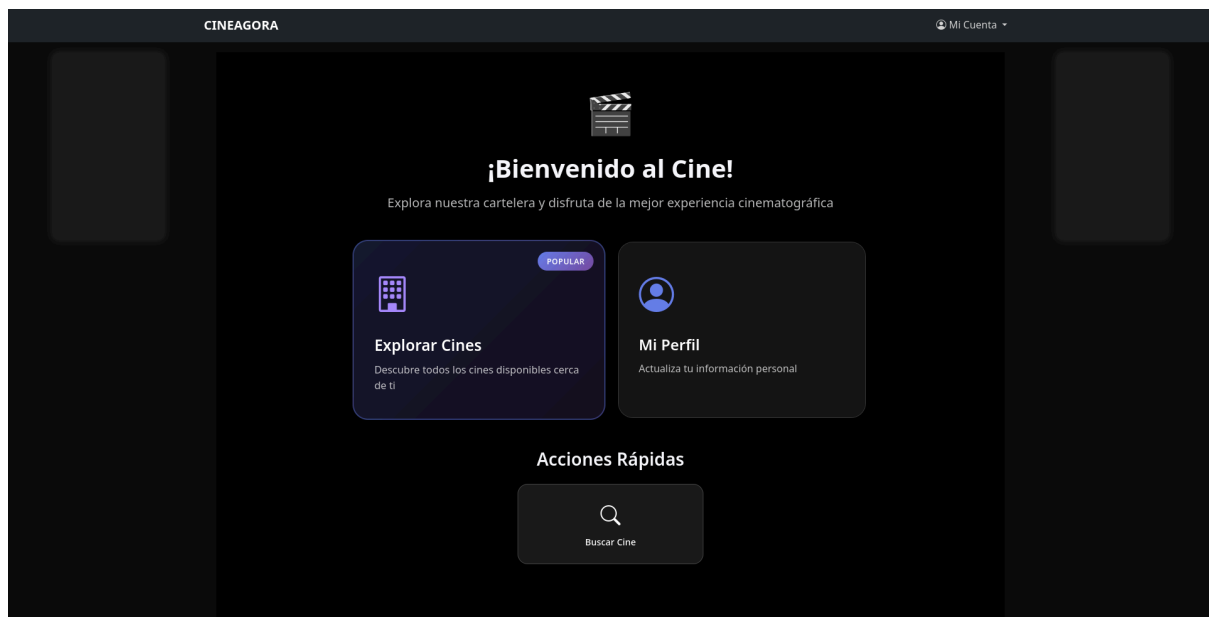 CINEAGORA
Mi Cuenta
¡Bienvenido al Cine!
Explora nuestra cartelera y disfruta de la mejor experiencia cinematográfica
POPULAR
Explorar Cines
Descubre todos los cines disponibles cerca
de ti
Mi Perfil
Actualiza tu información personal
Acciones Rápidas
Buscar Cine